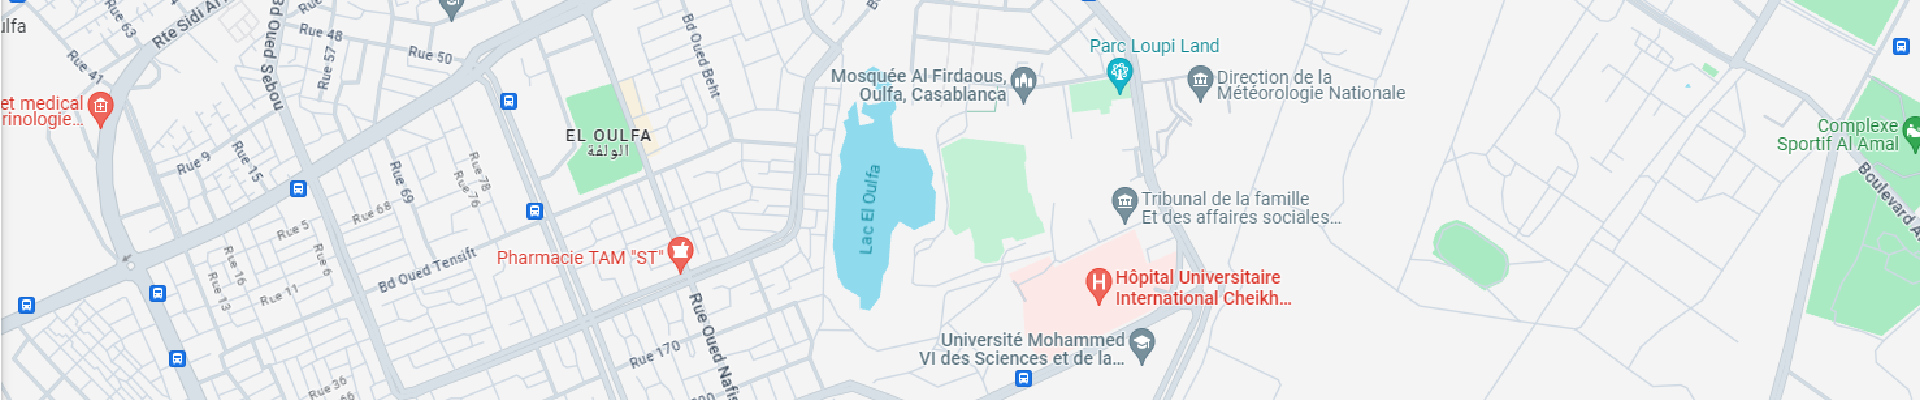 Rue 63
Rte Sidi Al
Rue 48
Rue 50
Rue 57
Rue 41
Bd Oued Sebou
Bd Oued Beht
et medical
rinologie...
Rue 9
Rue 15
Rue 69
Rue 78
Rue 76
Rue 68
Rue 5
Rue 6
Rue 16
Rue 13
Rue 11
Bd Oued Tensift
EL OULFA
الولفة
Pharmacie TAM "ST"
Rue Oued Nafis
Rue 170
Rue 36
Mosquée Al Firdaous,
Oulfa, Casablanca
Lac El Oulfa
Parc Loupi Land
Direction de la
Météorologie Nationale
Tribunal de la famille
Et des affaires sociales...
Hôpital Universitaire
International Cheikh...
Université Mohammed
VI des Sciences et de la...
Complexe
Sportif Al Amal
Boulevard A